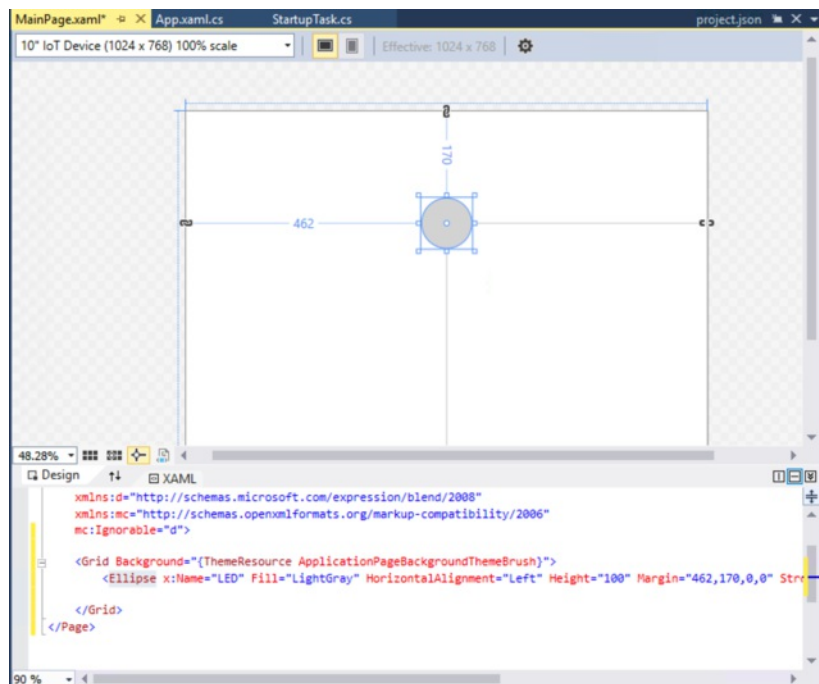 MainPage.xaml* App.xaml.cs StartupTask.cs project.json
10" IoT Device (1024 x 768) 100% scale Effective: 1024 x 768
170
462
48.28%
Design XAML
xmlns:d="http://schemas.microsoft.com/expression/blend/2008"
xmlns:mc="http://schemas.openxmlformats.org/markup-compatibility/2006"
mc:Ignorable="d">
<Grid Background="{ThemeResource ApplicationPageBackgroundThemeBrush}">
<Ellipse x:Name="LED" Fill="LightGray" HorizontalAlignment="Left" Height="100" Margin="462,170,0,0" Str
</Grid>
</Page>
90 %